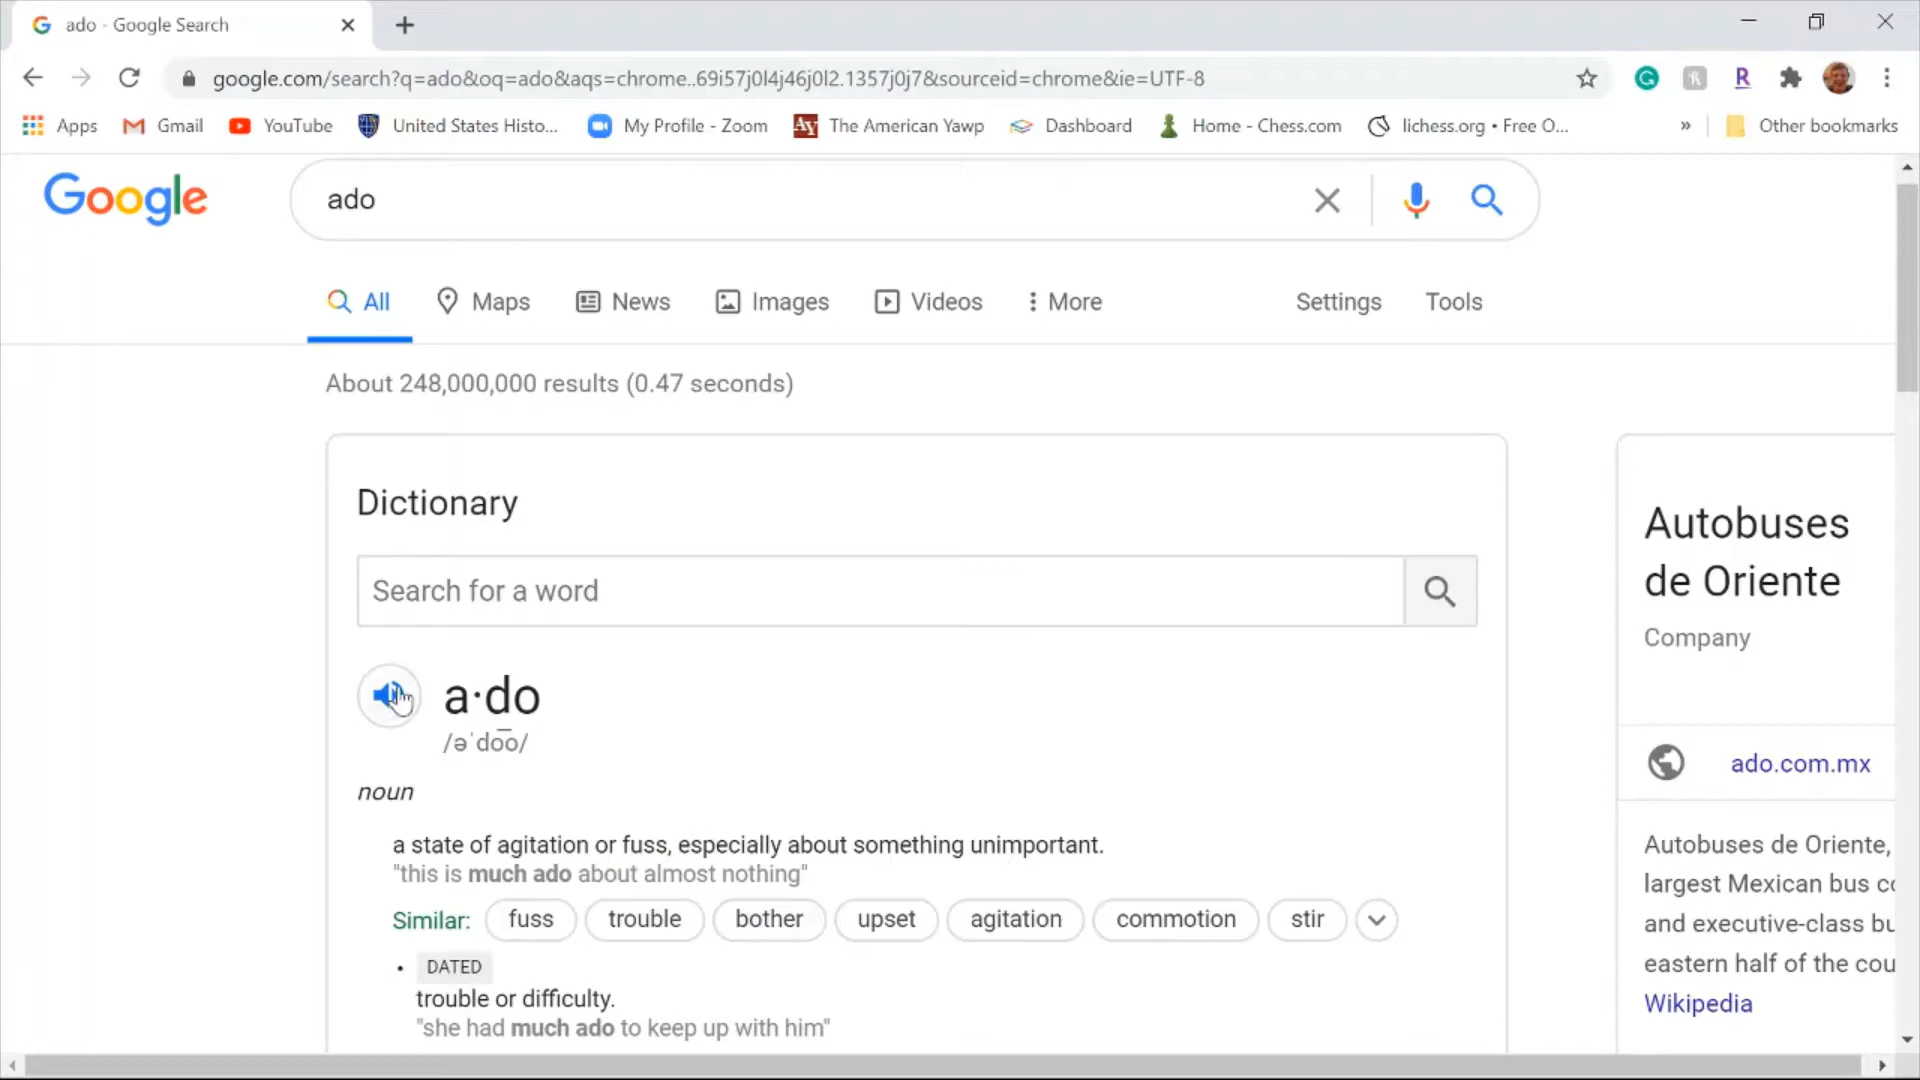 ado - Google Search
google.com/search?q=ado&oq=ado&aqs=chrome..69i57j0l4j46j0l2.1357j0j7&sourceid=chrome&ie=UTF-8
Apps Gmail YouTube United States Histo... My Profile - Zoom The American Yawp Dashboard Home - Chess.com lichess.org • Free O... » Other bookmarks
Google ado
All Maps News Images Videos More Settings Tools
About 248,000,000 results (0.47 seconds)
Dictionary
Search for a word
a·do
/əˈdo͞o/
noun
a state of agitation or fuss, especially about something unimportant.
"this is much ado about almost nothing"
Similar: fuss trouble bother upset agitation commotion stir
• DATED
trouble or difficulty.
"she had much ado to keep up with him"
Autobuses
de Oriente
Company
ado.com.mx
Autobuses de Oriente,
largest Mexican bus co
and executive-class bu
eastern half of the cou
Wikipedia